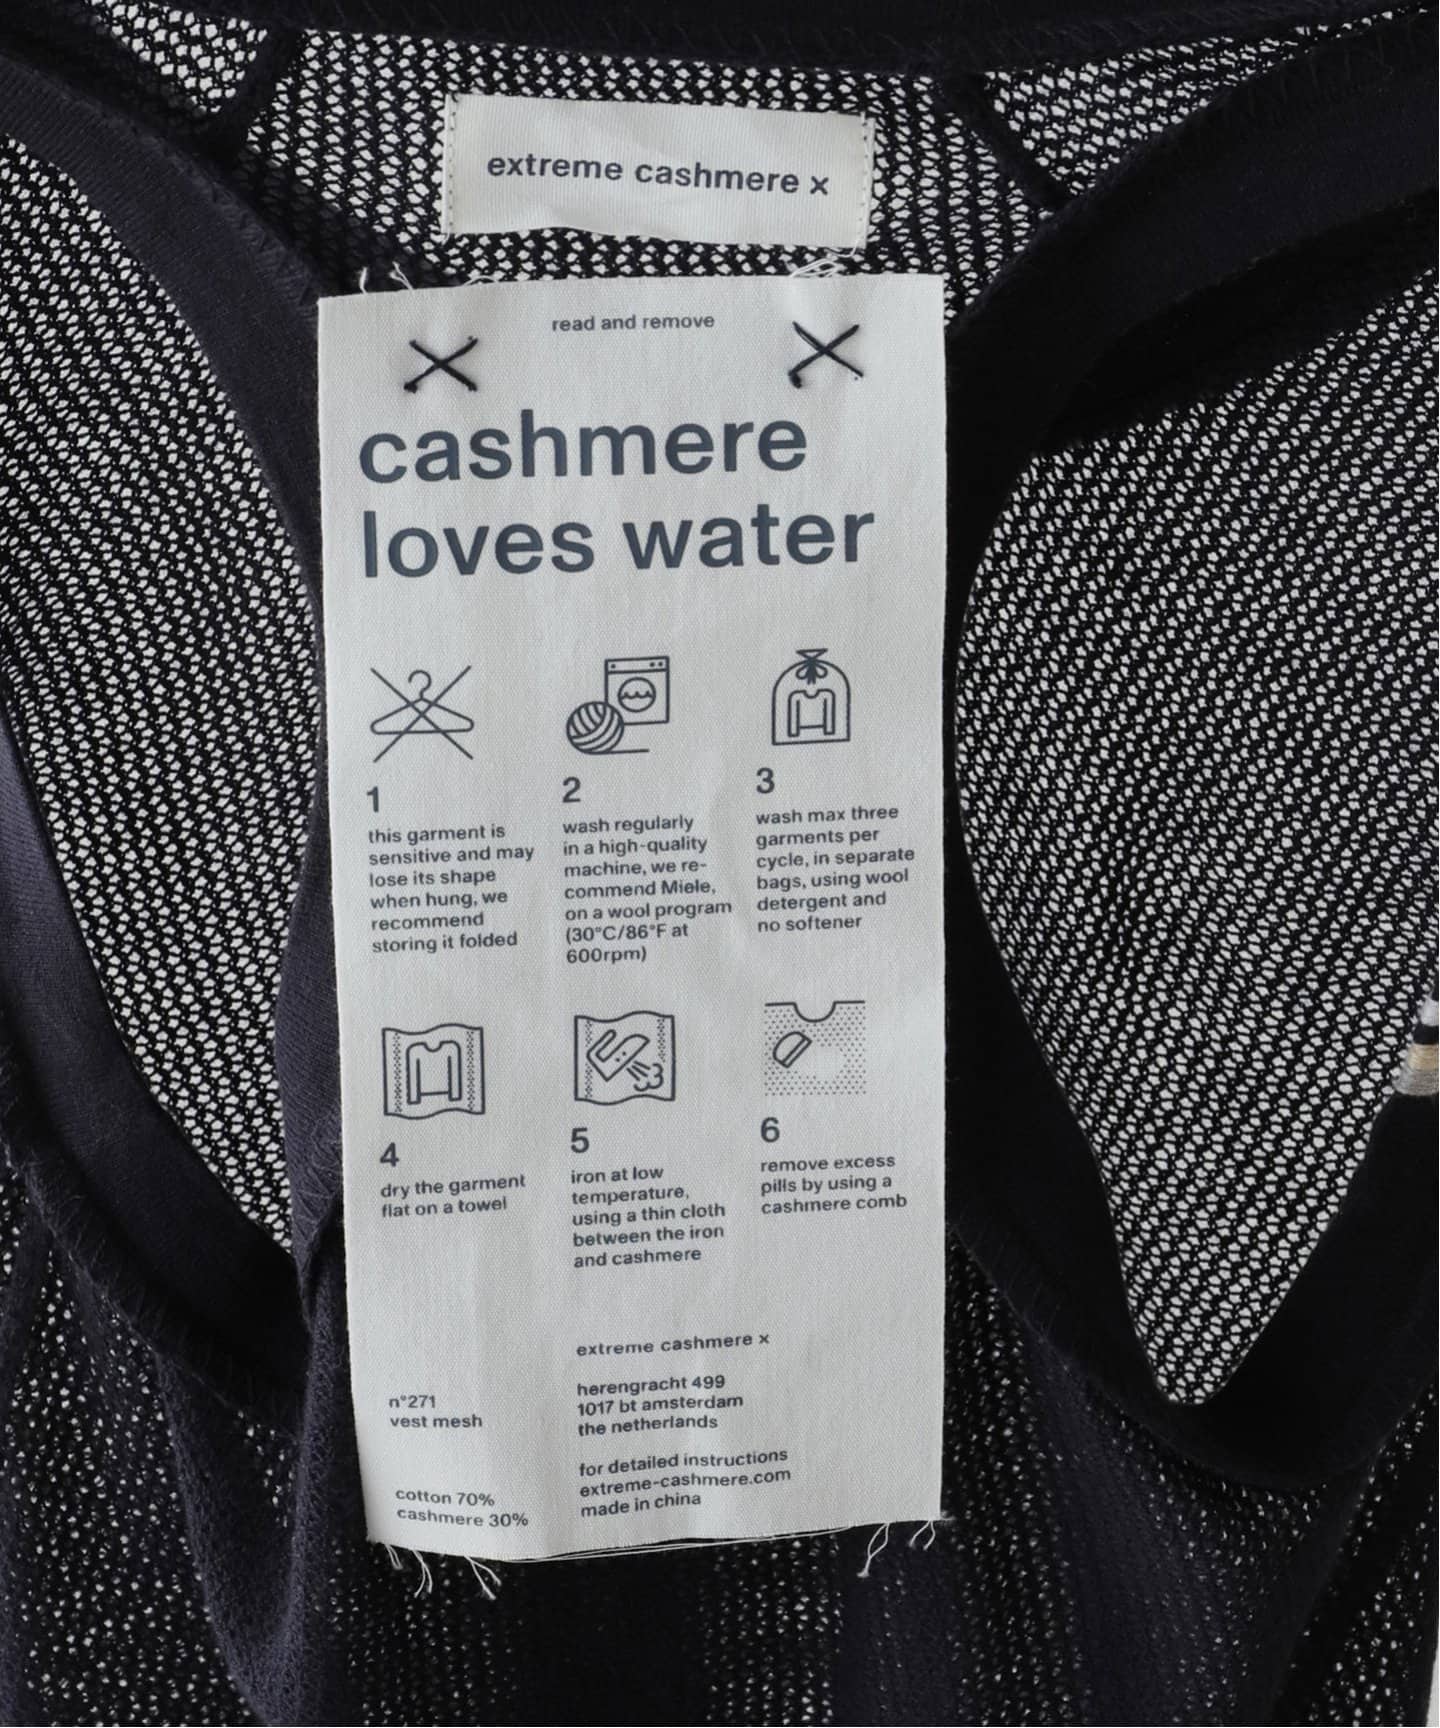 extreme cashmere x
read and remove
cashmere
loves water
1
this garment is
sensitive and may
lose its shape
when hung, we
recommend
storing it folded
2
wash regularly
in a high-quality
machine, we re-
commend Miele,
on a wool program
(30°C/86°F at
600rpm)
3
wash max three
garments per
cycle, in separate
bags, using wool
detergent and
no softener
4
dry the garment
flat on a towel
5
iron at low
temperature,
using a thin cloth
between the iron
and cashmere
6
remove excess
pills by using a
cashmere comb
n°271
vest mesh
cotton 70%
cashmere 30%
extreme cashmere x
herengracht 499
1017 bt amsterdam
the netherlands
for detailed instructions
extreme-cashmere.com
made in china